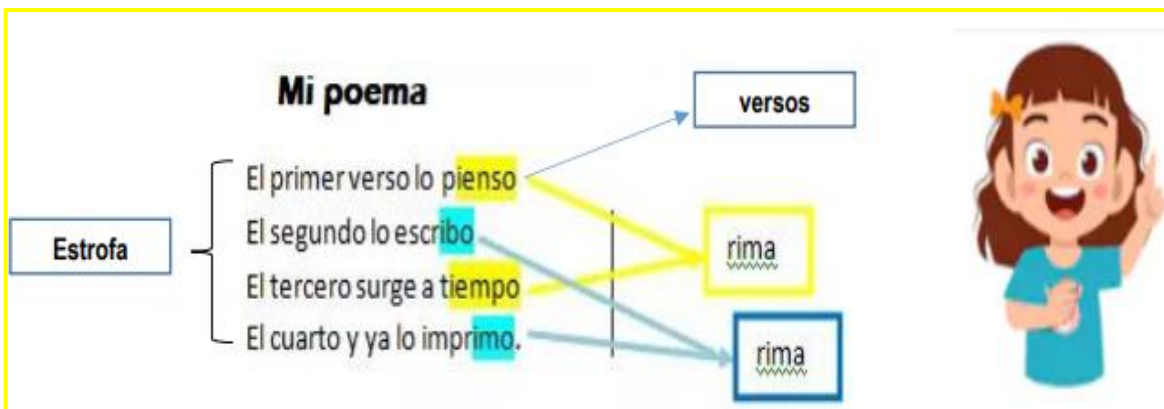 Mi poema
versos
El primer verso lo pienso
El segundo lo escribo
Estrofa
rima
El tercero surge a tiempo
El cuarto y ya lo imprimo.
rima